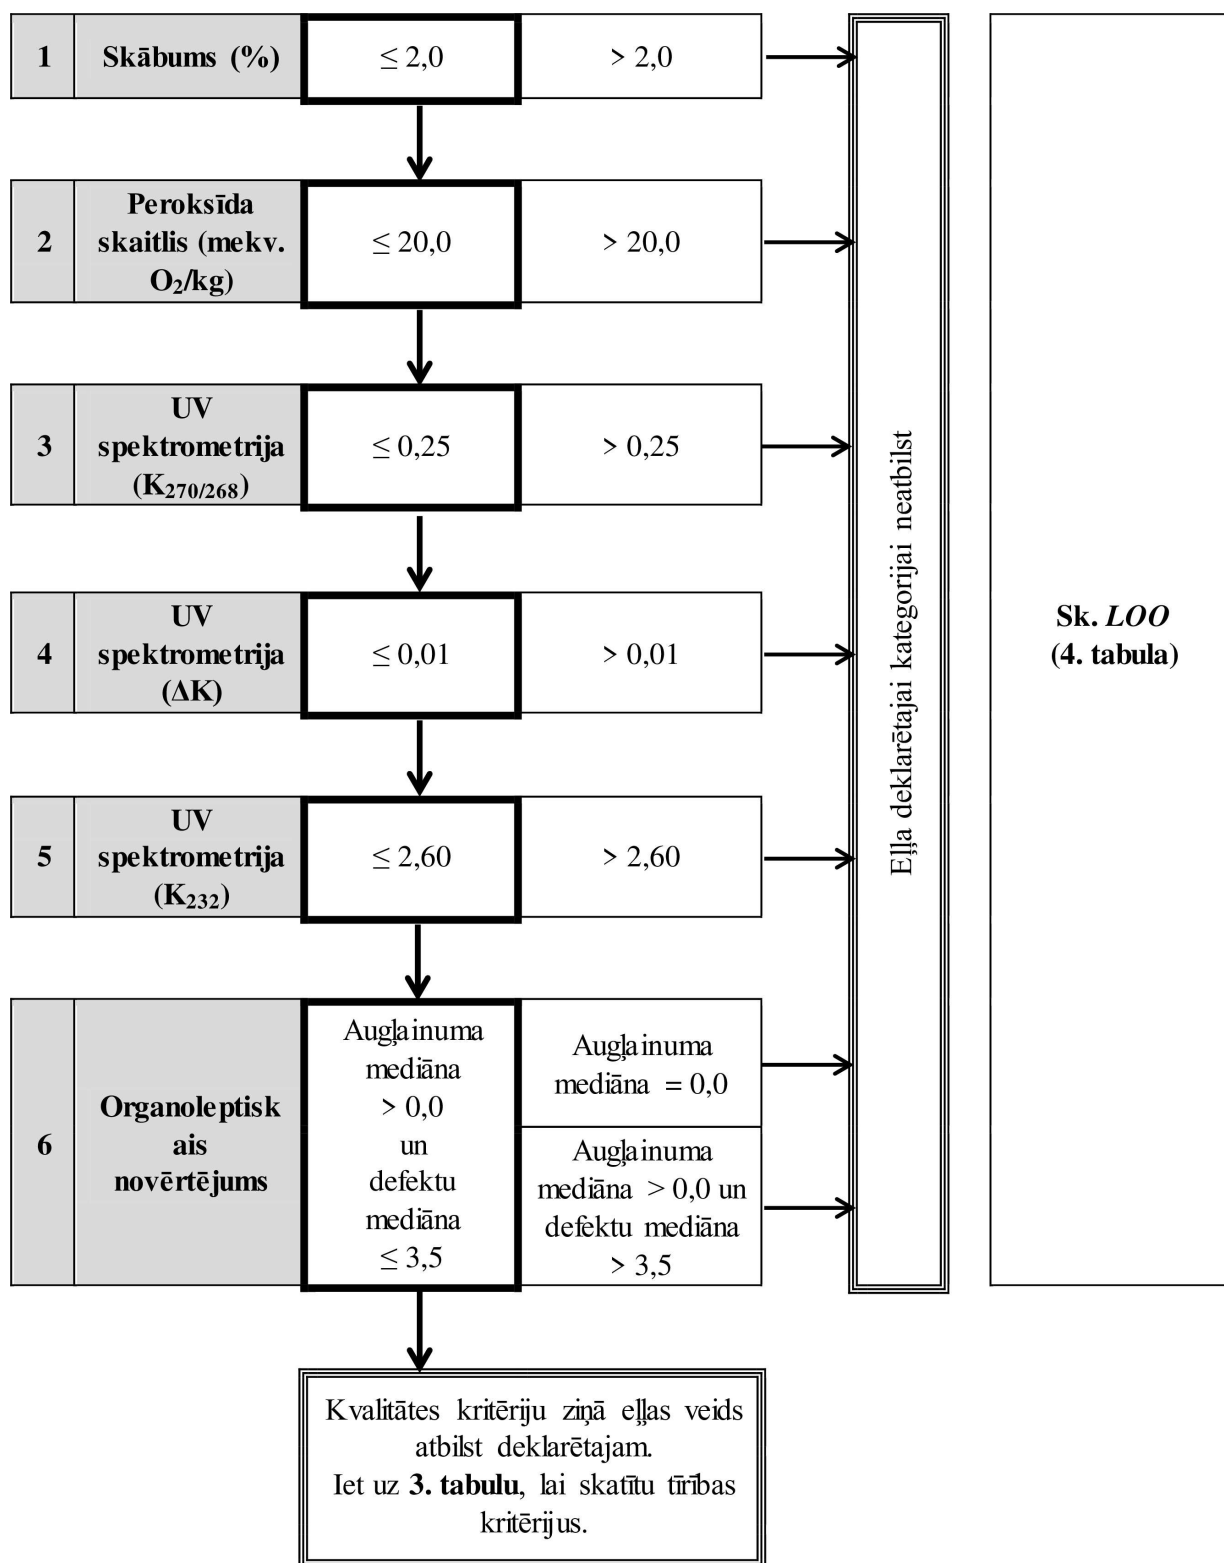 1 Skābums (%) ≤ 2,0 > 2,0
2 Peroksīda
skaitlis (mekv.
O₂/kg) ≤ 20,0 > 20,0
3 UV
spektrometrija
(K₂₇₀/₂₆₈) ≤ 0,25 > 0,25
4 UV
spektrometrija
(ΔK) ≤ 0,01 > 0,01
5 UV
spektrometrija
(K₂₃₂) ≤ 2,60 > 2,60
6 Organoleptisk
ais
novērtējums
Augļainuma
mediāna
> 0,0
un
defektu
mediāna
≤ 3,5
Augļainuma
mediāna = 0,0
Augļainuma
mediāna > 0,0 un
defektu mediāna
> 3,5
Eļļa deklarētajai kategorijai neatbilst
Sk. LOO
(4. tabula)
Kvalitātes kritēriju ziņā eļļas veids
atbilst deklarētajam.
Iet uz 3. tabulu, lai skatītu tīrības
kritērijus.